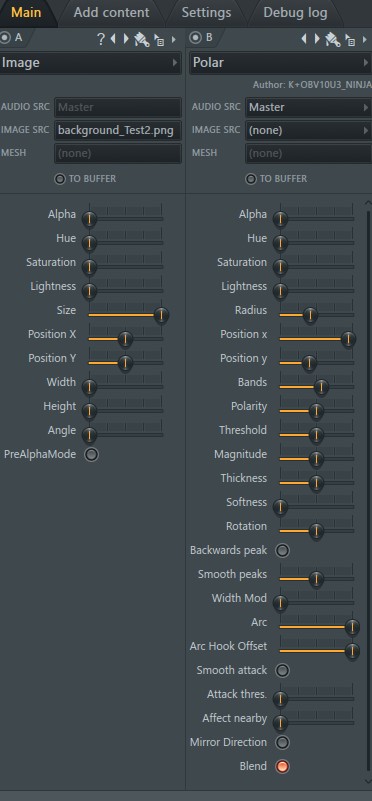 Main Add content Settings Debug log
A ?
Image
AUDIO SRC Master
IMAGE SRC background_Test2.png
MESH (none)
TO BUFFER
Alpha
Hue
Saturation
Lightness
Size
Position X
Position Y
Width
Height
Angle
PreAlphaMode
B
Polar
Author: K+OBV10U3_NINJA
AUDIO SRC Master
IMAGE SRC (none)
MESH (none)
TO BUFFER
Alpha
Hue
Saturation
Lightness
Radius
Position x
Position y
Bands
Polarity
Threshold
Magnitude
Thickness
Softness
Rotation
Backwards peak
Smooth peaks
Width Mod
Arc
Arc Hook Offset
Smooth attack
Attack thres.
Affect nearby
Mirror Direction
Blend